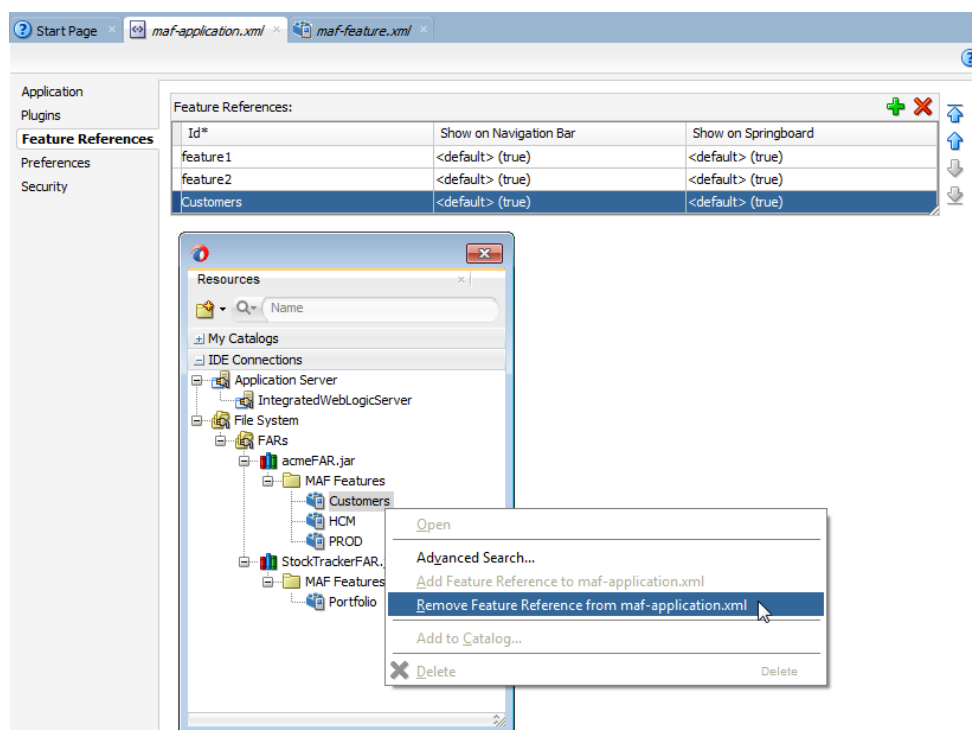 Start Page
maf-application.xml
maf-feature.xml
Application
Plugins
Feature References
Preferences
Security
Feature References:
Id* Show on Navigation Bar Show on Springboard
feature1 <default> (true) <default> (true)
feature2 <default> (true) <default> (true)
Customers <default> (true) <default> (true)
Resources
Name
My Catalogs
IDE Connections
Application Server
IntegratedWebLogicServer
File System
FARs
acmeFAR.jar
MAF Features
Customers
HCM
PROD
StockTrackerFAR.
MAF Features
Portfolio
Open
Advanced Search...
Add Feature Reference to maf-application.xml
Remove Feature Reference from maf-application.xml
Add to Catalog...
Delete Delete